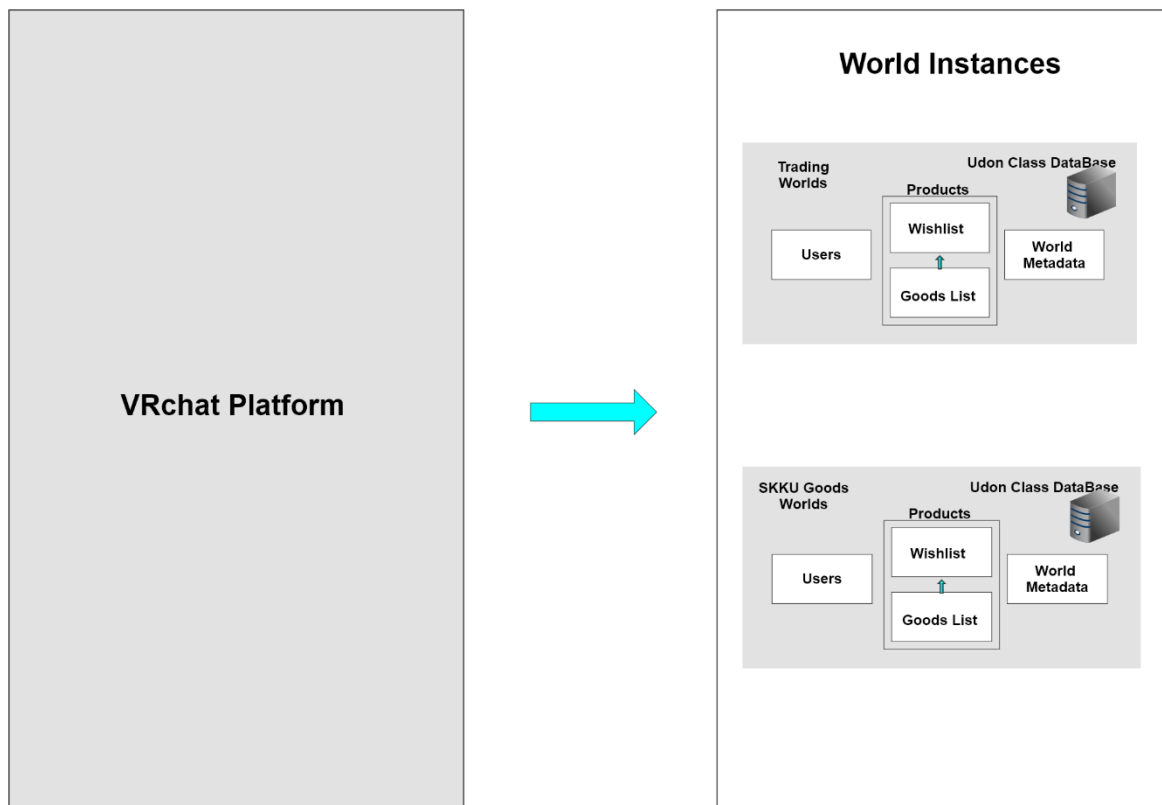 VRchat Platform
World Instances
Trading
Worlds
Udon Class DataBase
Products
Users
Wishlist
Goods List
World
Metadata
SKKU Goods
Worlds
Udon Class DataBase
Products
Users
Wishlist
Goods List
World
Metadata